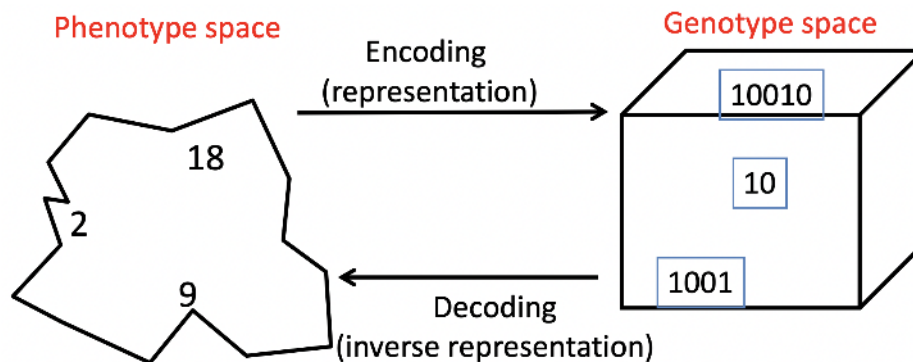 Phenotype space
Encoding
(representation)
Genotype space
10010
18
10
2
9
1001
Decoding
(inverse representation)